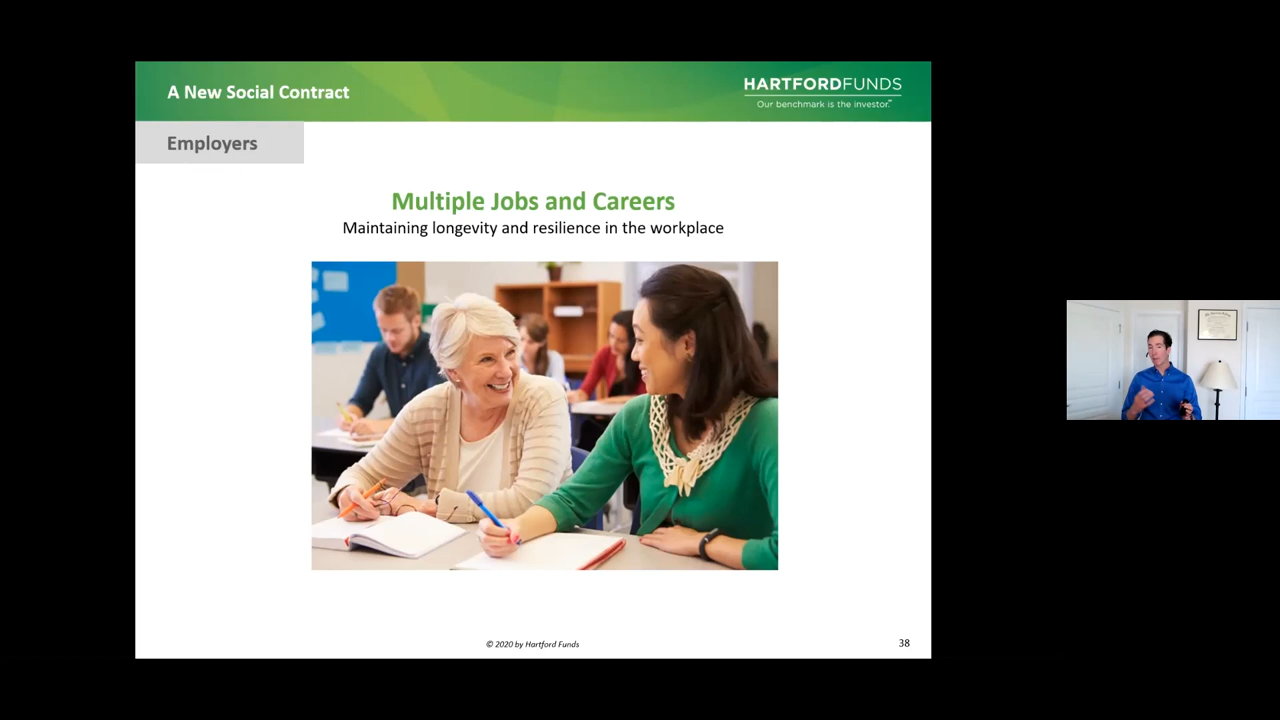 A New Social Contract
HARTFORDFUNDS
Our benchmark is the investor.℠
Employers
Multiple Jobs and Careers
Maintaining longevity and resilience in the workplace
© 2020 by Hartford Funds
38